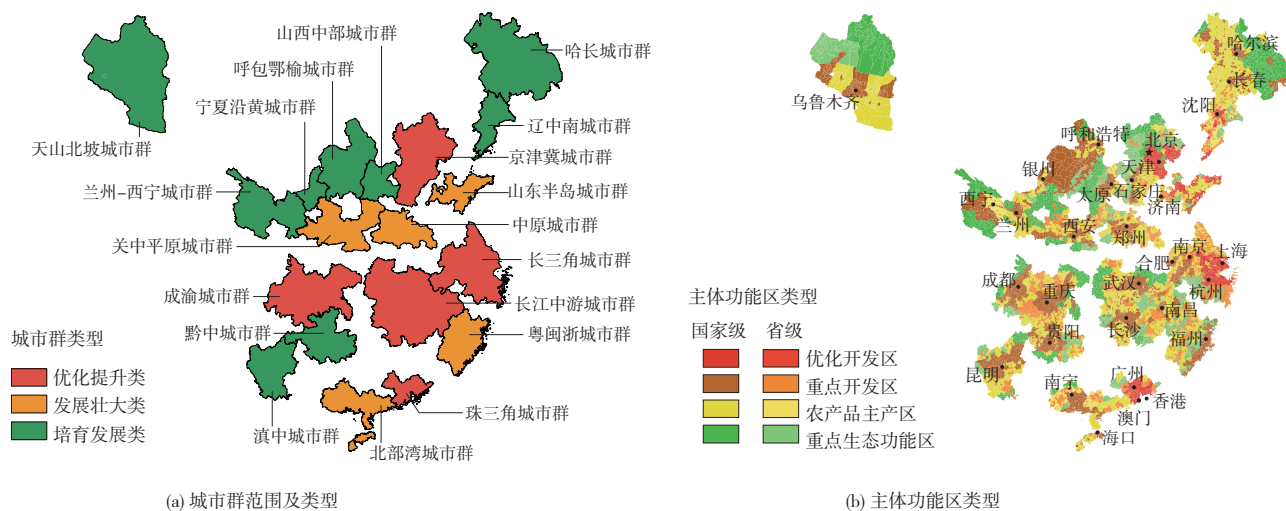 山西中部城市群
哈长城市群
呼包鄂榆城市群
宁夏沿黄城市群
辽中南城市群
天山北坡城市群
京津冀城市群
兰州-西宁城市群
山东半岛城市群
中原城市群
关中平原城市群
长三角城市群
成渝城市群
长江中游城市群
黔中城市群
粤闽浙城市群
城市群类型
优化提升类
发展壮大类
培育发展类
珠三角城市群
滇中城市群
北部湾城市群
(a) 城市群范围及类型
哈尔滨
长春
乌鲁木齐
沈阳
呼和浩特
北京
银川
天津
太原
石家庄
济南
西宁
兰州
西安
郑州
南京
上海
合肥
成都
武汉
杭州
重庆
南昌
长沙
贵阳
福州
昆明
南宁
广州
香港
澳门
海口
主体功能区类型
国家级 省级
优化开发区
重点开发区
农产品主产区
重点生态功能区
(b) 主体功能区类型